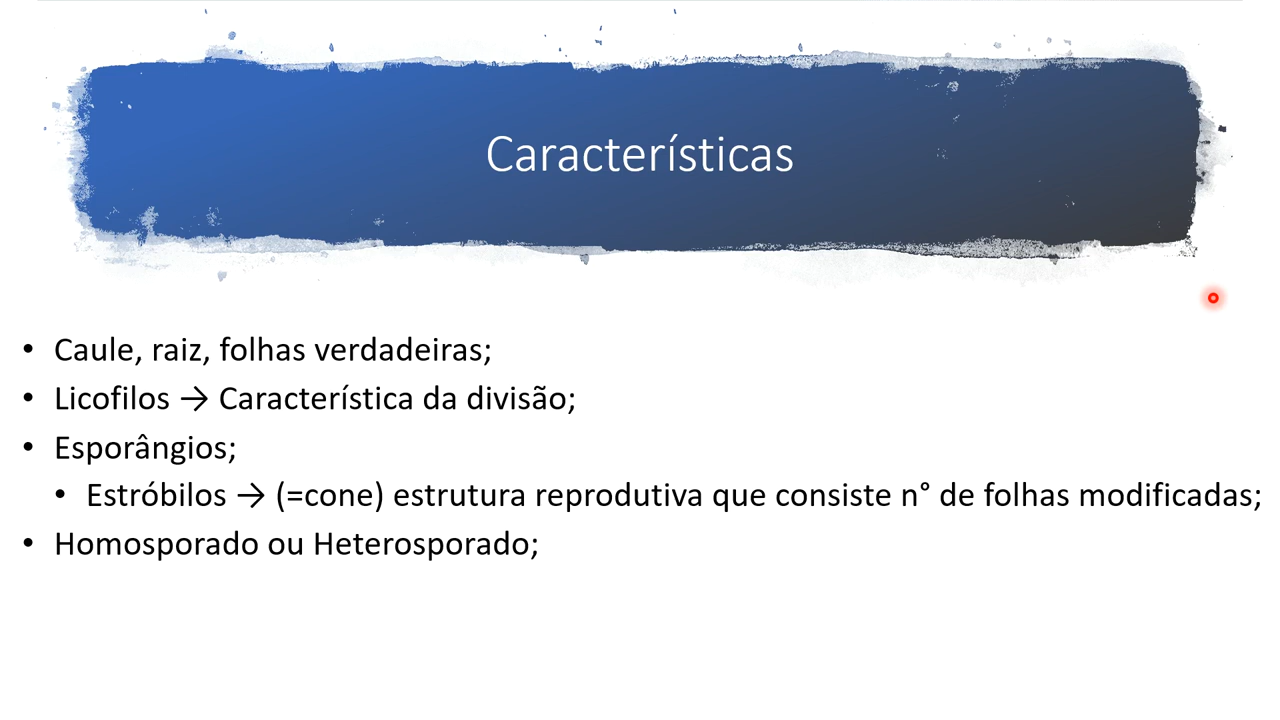 Características
• Caule, raiz, folhas verdadeiras;
• Licofilos → Característica da divisão;
• Esporângios;
• Estróbilos → (=cone) estrutura reprodutiva que consiste n° de folhas modificadas;
• Homosporado ou Heterosporado;